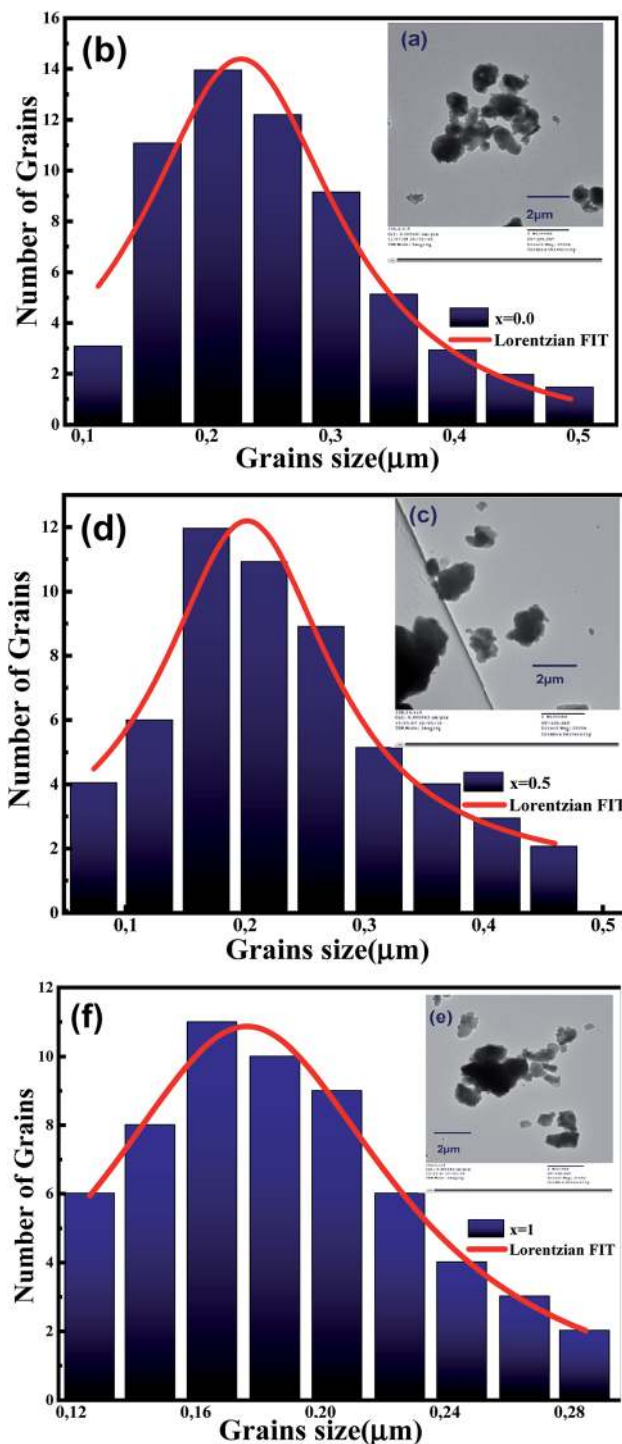 (b)
(a)
16
14
12
10
8
6
4
2
0
Number of Grains
2μm
x=0.0
Lorentzian FIT
0,1
0,2
0,3
0,4
0,5
Grains size(μm)
(d)
(c)
12
10
8
6
4
2
0
Number of Grains
2μm
x=0.5
Lorentzian FIT
0,1
0,2
0,3
0,4
0,5
Grains size(μm)
(f)
(e)
12
10
8
6
4
2
0
Number of Grains
2μm
x=1
Lorentzian FIT
0,12
0,16
0,20
0,24
0,28
Grains size(μm)